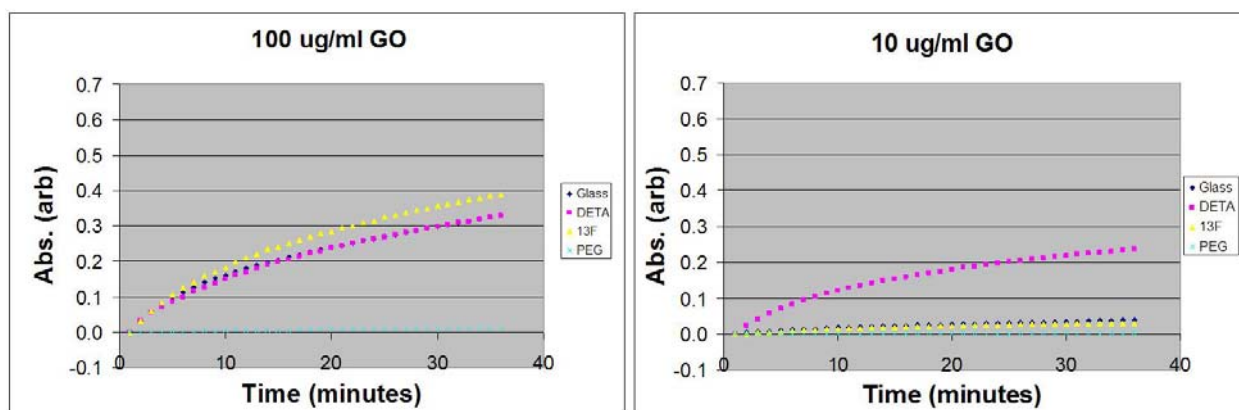 100 ug/ml GO
0.7
0.6
0.5
0.4
0.3
0.2
0.1
0.0
-0.1
Abs. (arb)
0 10 20 30 40
Time (minutes)
Glass
DETA
13F
PEG
10 ug/ml GO
0.7
0.6
0.5
0.4
0.3
0.2
0.1
0.0
-0.1
Abs. (arb)
0 10 20 30 40
Time (minutes)
Glass
DETA
13F
PEG